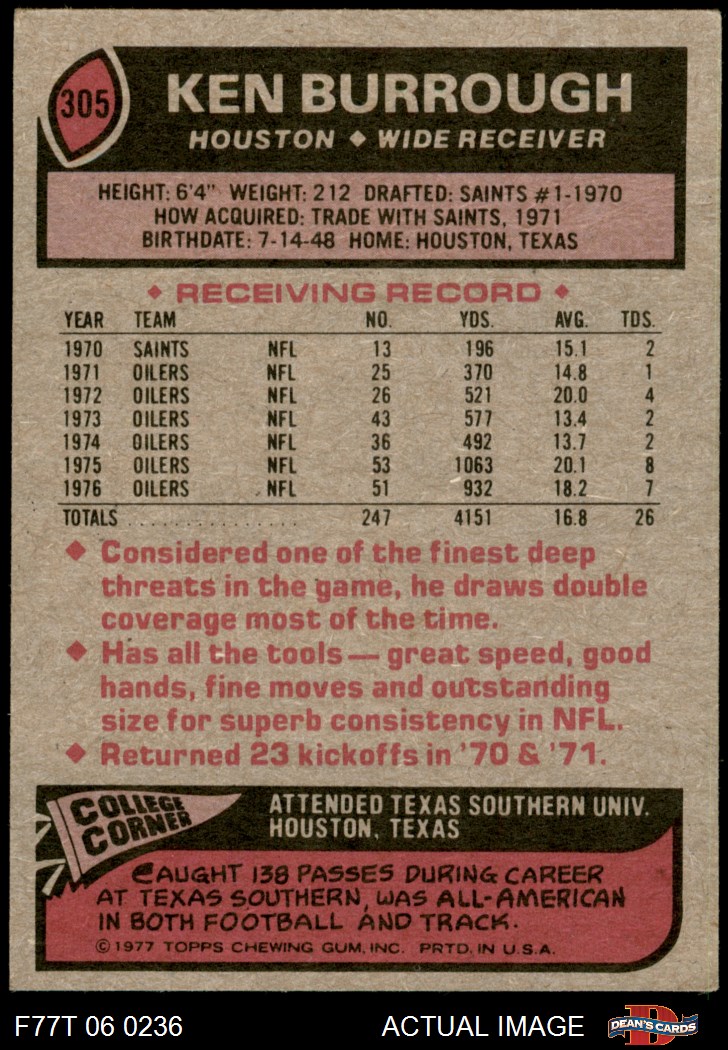 305
KEN BURROUGH
HOUSTON ◆ WIDE RECEIVER
HEIGHT: 6'4" WEIGHT: 212 DRAFTED: SAINTS #1-1970
HOW ACQUIRED: TRADE WITH SAINTS, 1971
BIRTHDATE: 7-14-48 HOME: HOUSTON, TEXAS
◆ RECEIVING RECORD ◆
YEAR TEAM NO. YDS. AVG. TDS.
1970 SAINTS NFL 13 196 15.1 2
1971 OILERS NFL 25 370 14.8 1
1972 OILERS NFL 26 521 20.0 4
1973 OILERS NFL 43 577 13.4 2
1974 OILERS NFL 36 492 13.7 2
1975 OILERS NFL 53 1063 20.1 8
1976 OILERS NFL 51 932 18.2 7
TOTALS . . . . . . . . . . . . . . . . 247 4151 16.8 26
◆ Considered one of the finest deep
threats in the game, he draws double
coverage most of the time.
◆ Has all the tools — great speed, good
hands, fine moves and outstanding
size for superb consistency in NFL.
◆ Returned 23 kickoffs in '70 & '71.
COLLEGE
CORNER
ATTENDED TEXAS SOUTHERN UNIV.
HOUSTON, TEXAS
CAUGHT 138 PASSES DURING CAREER
AT TEXAS SOUTHERN, WAS ALL-AMERICAN
IN BOTH FOOTBALL AND TRACK.
© 1977 TOPPS CHEWING GUM, INC. PRTD. IN U.S.A.
F77T 06 0236 ACTUAL IMAGE
D
DEAN'S CARDS